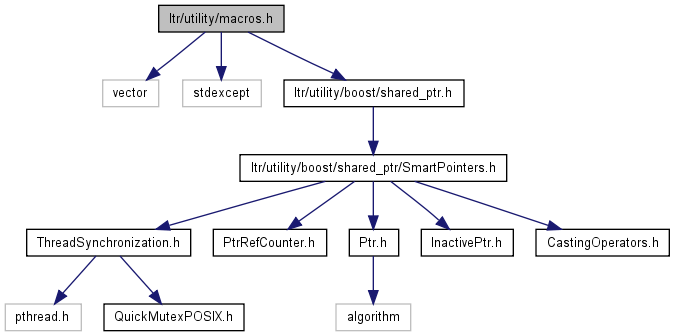 ltr/utility/macros.h
vector
stdexcept
ltr/utility/boost/shared_ptr.h
ltr/utility/boost/shared_ptr/SmartPointers.h
ThreadSynchronization.h
PtrRefCounter.h
Ptr.h
InactivePtr.h
CastingOperators.h
pthread.h
QuickMutexPOSIX.h
algorithm